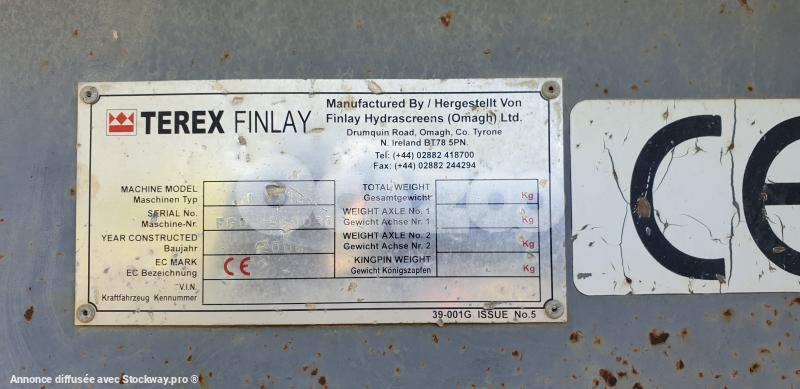 TEREX FINLAY
Manufactured By / Hergestellt Von
Finlay Hydrascreens (Omagh) Ltd.
Drumquin Road, Omagh, Co. Tyrone
N. Ireland BT78 5PN.
Tel: (+44) 02882 418700
Fax: (+44) 02882 244294
MACHINE MODEL
Maschinen Typ
SERIAL No.
Maschine-Nr.
YEAR CONSTRUCTED
Baujahr
EC MARK
EC Bezeichnung
CE
V.I.N.
Kraftfahrzeug Kennummer
TOTAL WEIGHT
Gesamtgewicht
Kg
WEIGHT AXLE No. 1
Gewicht Achse Nr. 1
Kg
WEIGHT AXLE No. 2
Gewicht Achse Nr. 2
Kg
KINGPIN WEIGHT
Gewicht Königszapfen
Kg
39-001G ISSUE No.5
CE
Annonce diffusée avec Stockway.pro ®